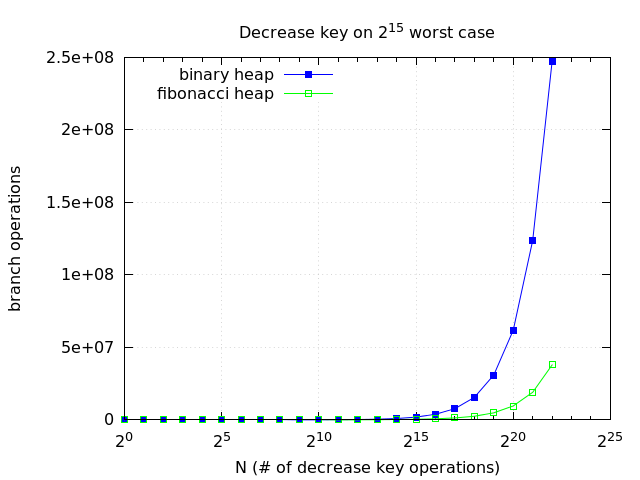 Decrease key on 2^15 worst case
binary heap
fibonacci heap
branch operations
2.5e+08
2e+08
1.5e+08
1e+08
5e+07
0
2^0 2^5 2^10 2^15 2^20 2^25
N (# of decrease key operations)